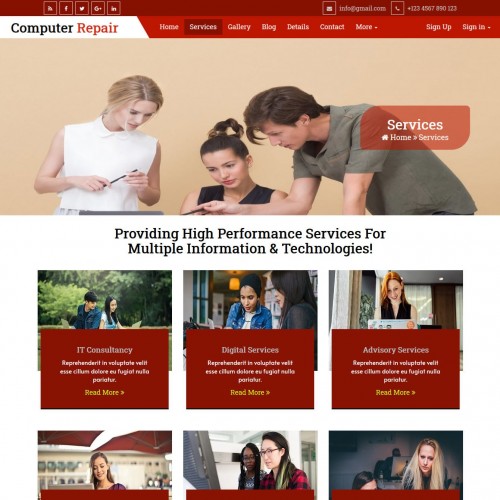 info@gmail.com
+123 4567 890 123
Computer Repair
Home
Services
Gallery
Blog
Details
Contact
More
Sign Up
Sign in
Services
Home » Services
Providing High Performance Services For
Multiple Information & Technologies!
IT Consultancy
Reprehenderit in voluptate velit
esse cillum dolore eu fugiat nulla
pariatur.
Read More »
Digital Services
Reprehenderit in voluptate velit
esse cillum dolore eu fugiat nulla
pariatur.
Read More »
Advisory Services
Reprehenderit in voluptate velit
esse cillum dolore eu fugiat nulla
pariatur.
Read More »